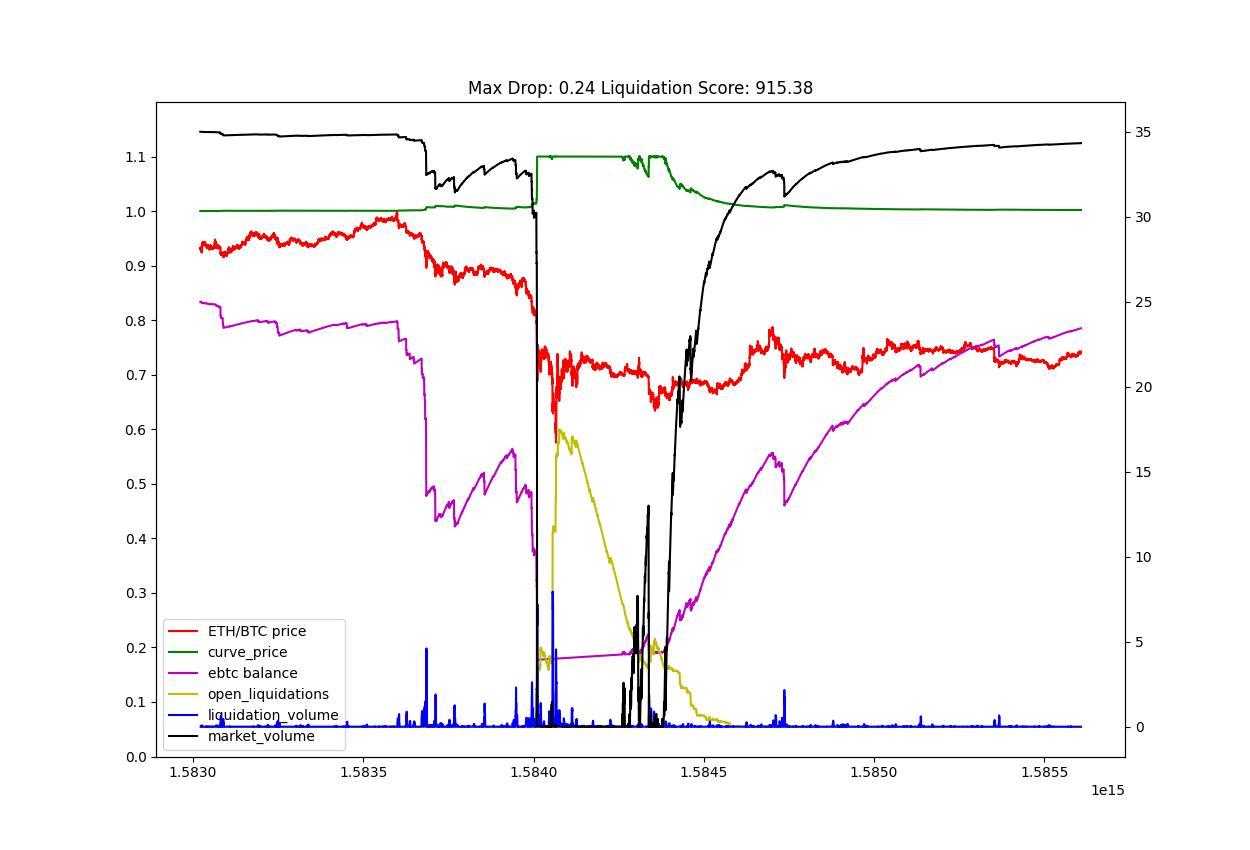 Max Drop: 0.24 Liquidation Score: 915.38
1.1
1.0
0.9
0.8
0.7
0.6
0.5
0.4
0.3
0.2
0.1
0.0
35
30
25
20
15
10
5
0
ETH/BTC price
curve_price
ebtc balance
open_liquidations
liquidation_volume
market_volume
1.5830 1.5835 1.5840 1.5845 1.5850 1.5855
1e15